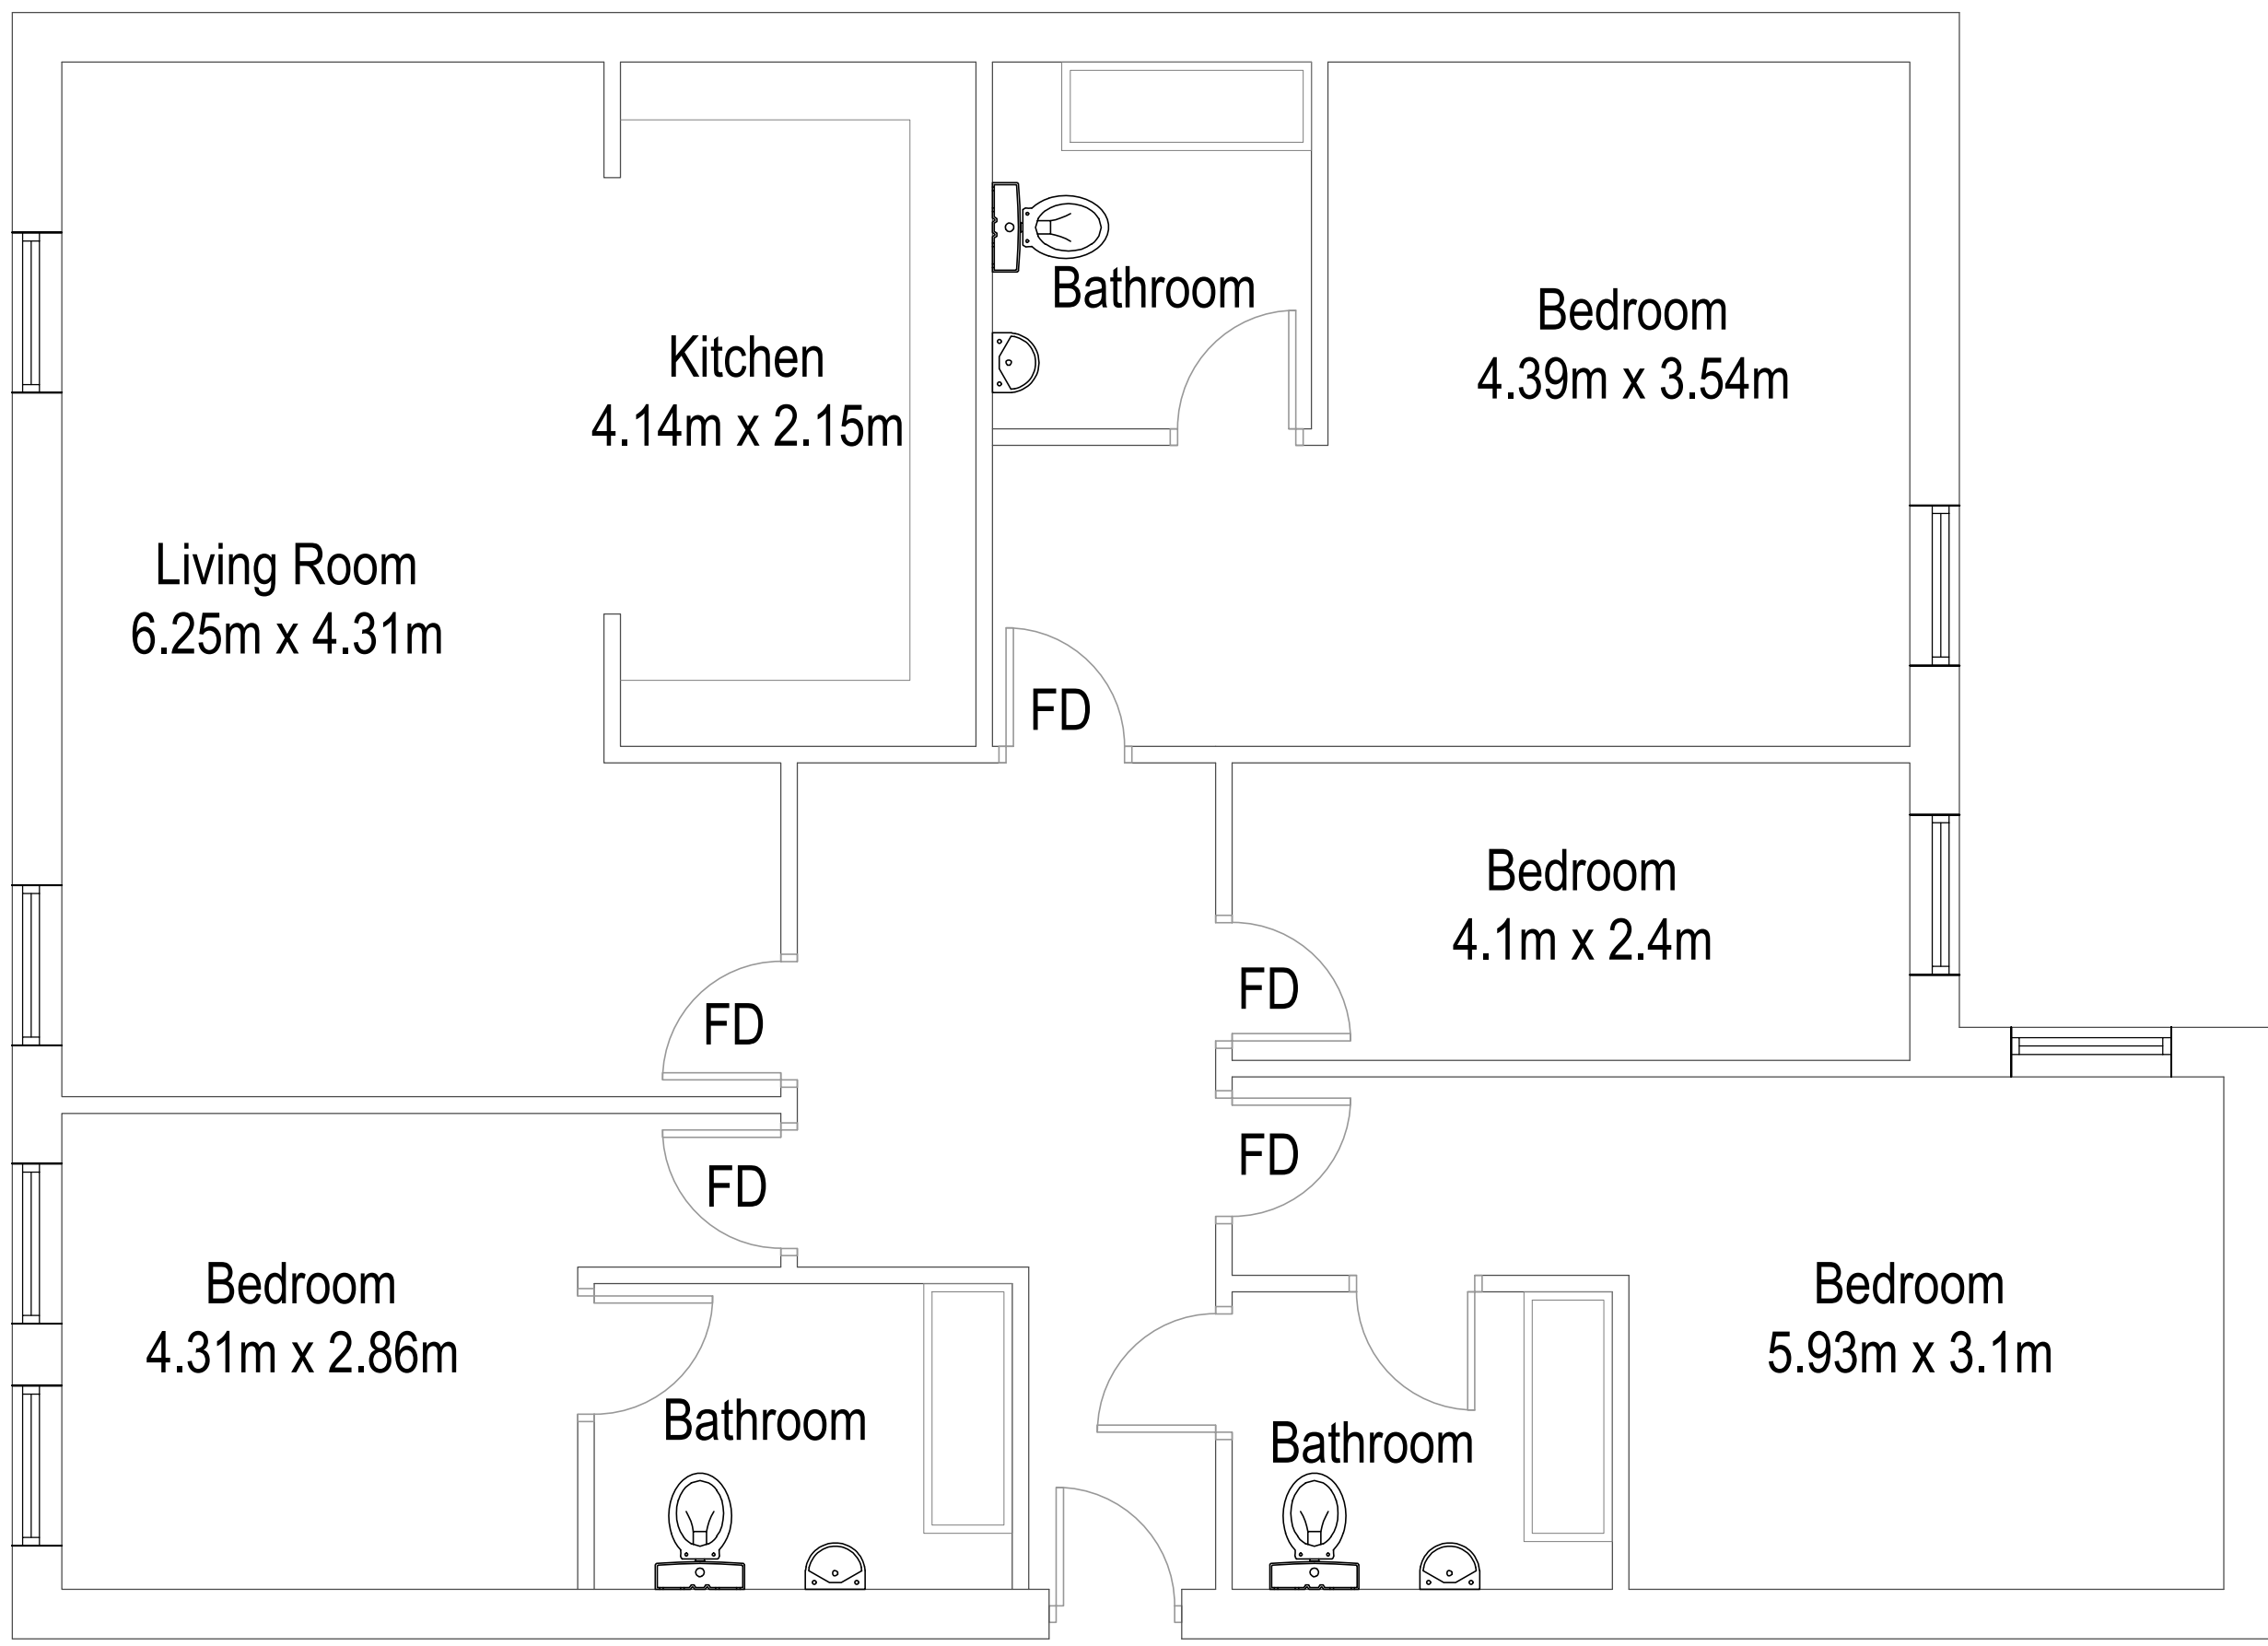 Bathroom
Bedroom
4.39m x 3.54m
Kitchen
4.14m x 2.15m
Living Room
6.25m x 4.31m
FD
Bedroom
4.1m x 2.4m
FD
FD
FD
FD
Bedroom
4.31m x 2.86m
Bedroom
5.93m x 3.1m
Bathroom
Bathroom